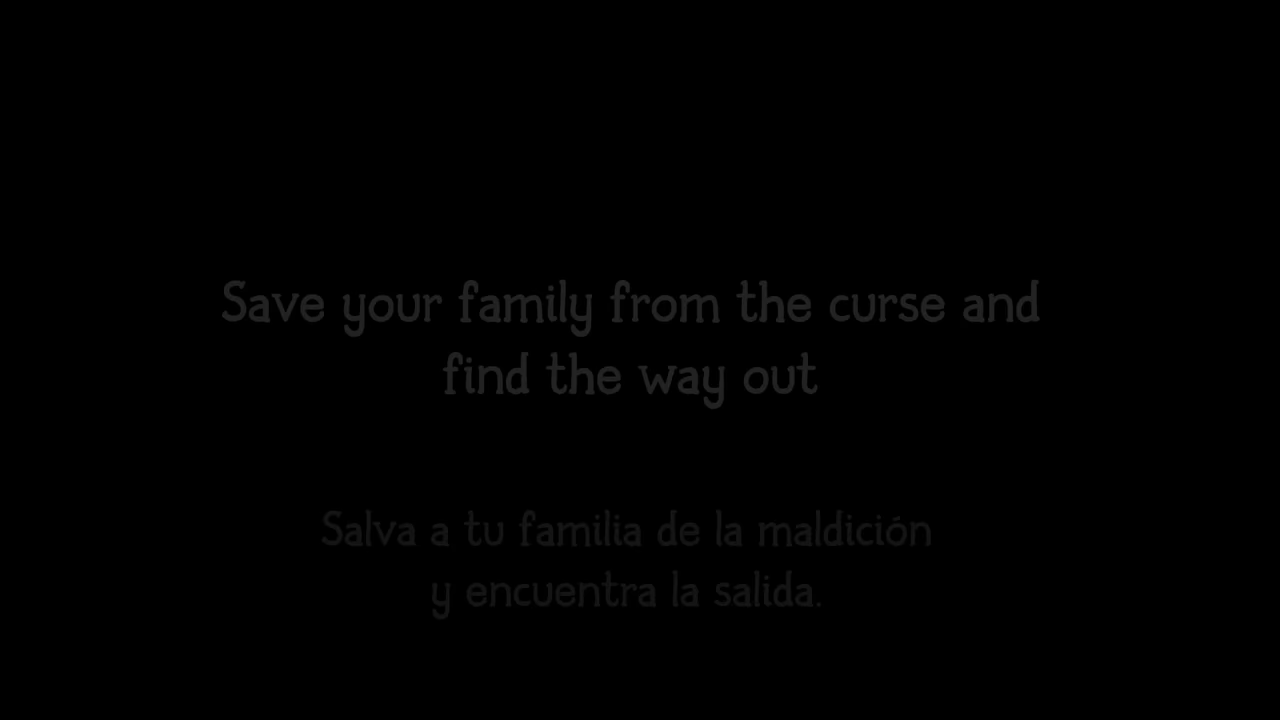 Save your family from the curse and
find the way out
Salva a tu familia de la maldición
y encuentra la salida.